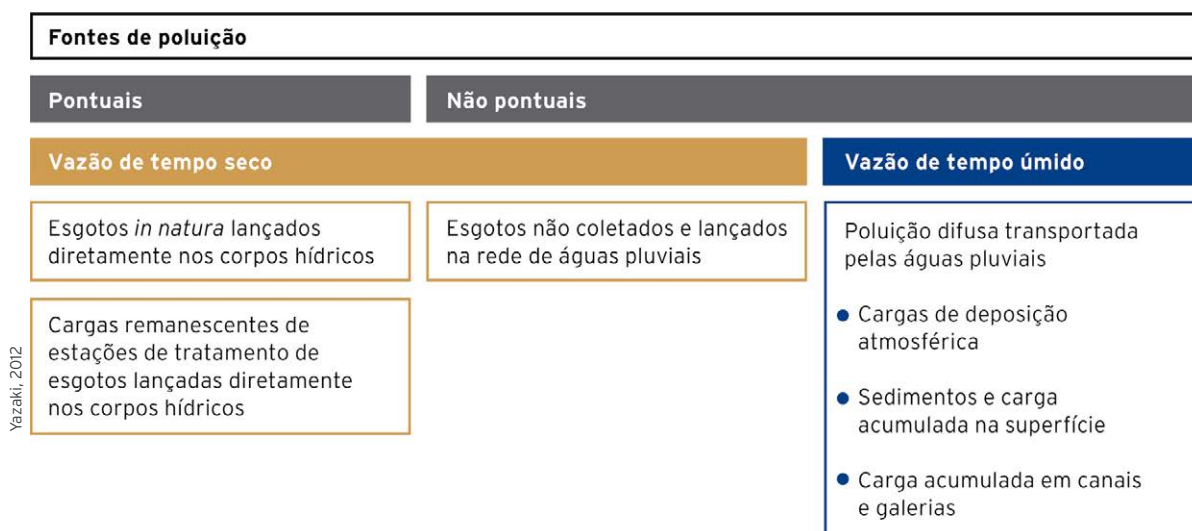 Fontes de poluição
Pontuais
Não pontuais
Vazão de tempo seco
Vazão de tempo úmido
Esgotos in natura lançados
diretamente nos corpos hídricos
Cargas remanescentes de
estações de tratamento de
esgotos lançadas diretamente
nos corpos hídricos
Esgotos não coletados e lançados
na rede de águas pluviais
Poluição difusa transportada
pelas águas pluviais
• Cargas de deposição
atmosférica
• Sedimentos e carga
acumulada na superfície
• Carga acumulada em canais
e galerias
Yazaki, 2012